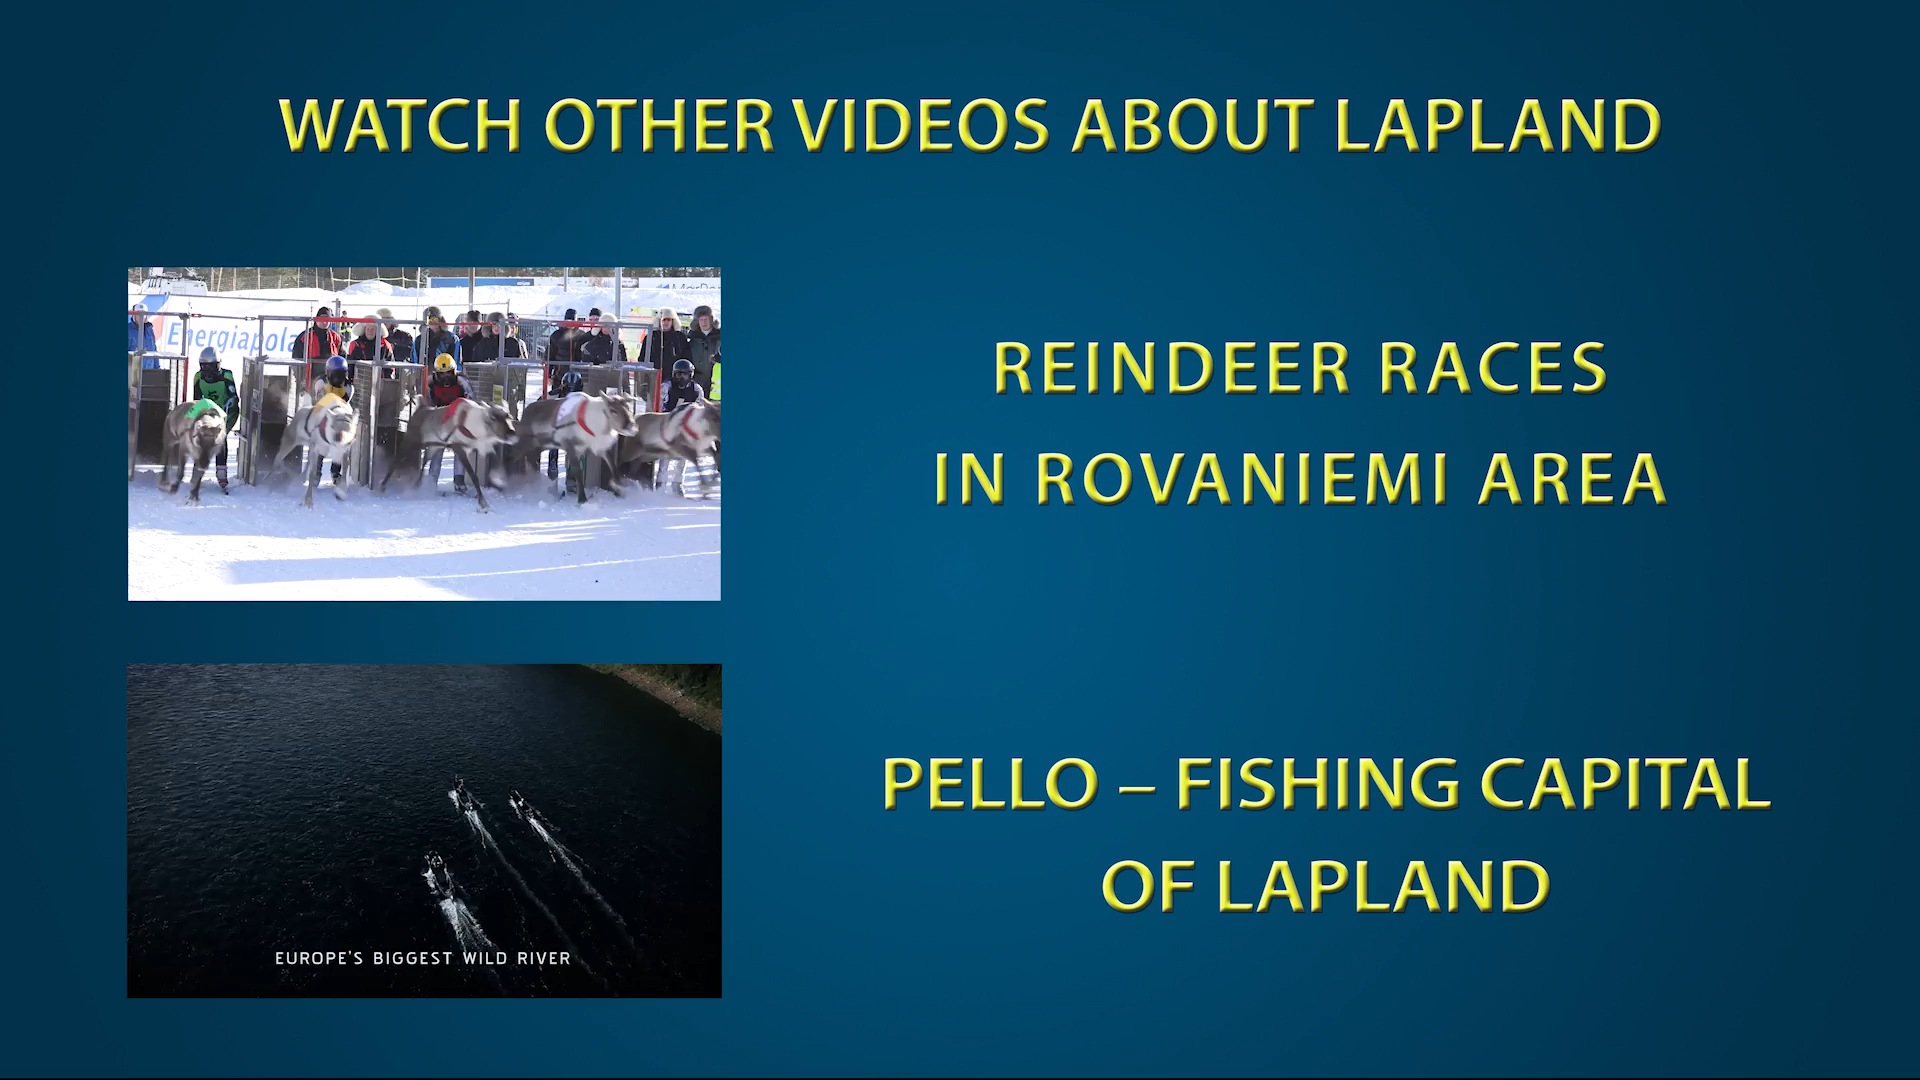 WATCH OTHER VIDEOS ABOUT LAPLAND
Energiapola
REINDEER RACES
IN ROVANIEMI AREA
PELLO – FISHING CAPITAL
OF LAPLAND
EUROPE'S BIGGEST WILD RIVER